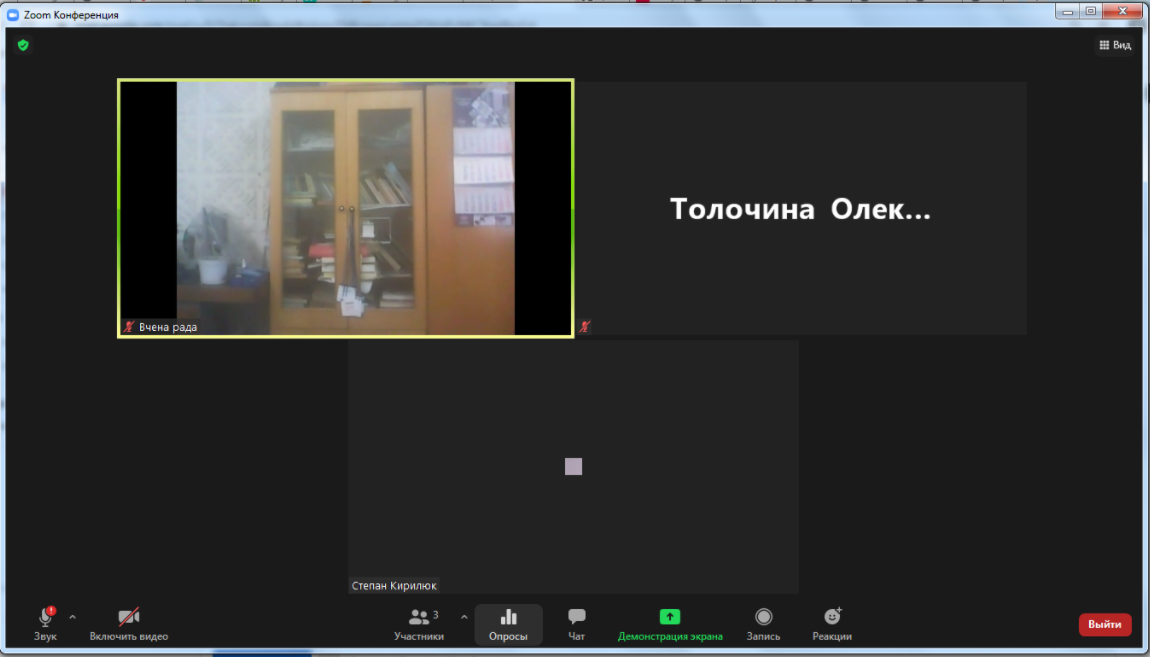 Zoom Конференция
Вид
Вчена рада
Толочина Олек...
Степан Кирилюк
Звук
Включить видео
Участники
3
Опросы
Чат
Демонстрация экрана
Запись
Реакции
Выйти